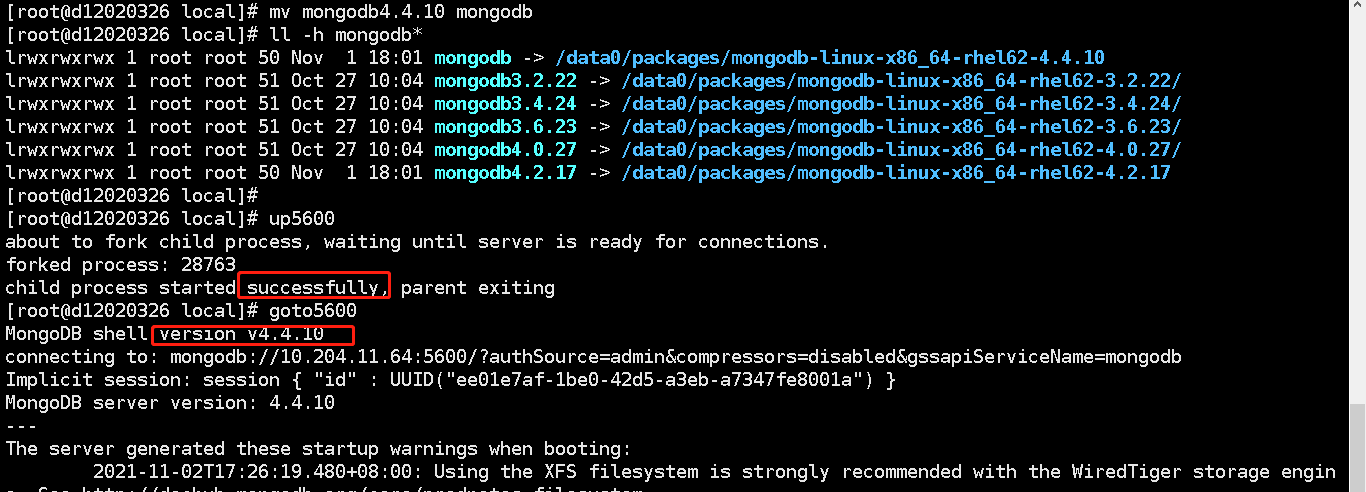 [root@d12020326 local]# mv mongodb4.4.10 mongodb
[root@d12020326 local]# ll -h mongodb*
lrwxrwxrwx 1 root root 50 Nov  1 18:01 mongodb -> /data0/packages/mongodb-linux-x86_64-rhel62-4.4.10
lrwxrwxrwx 1 root root 51 Oct 27 10:04 mongodb3.2.22 -> /data0/packages/mongodb-linux-x86_64-rhel62-3.2.22/
lrwxrwxrwx 1 root root 51 Oct 27 10:04 mongodb3.4.24 -> /data0/packages/mongodb-linux-x86_64-rhel62-3.4.24/
lrwxrwxrwx 1 root root 51 Oct 27 10:04 mongodb3.6.23 -> /data0/packages/mongodb-linux-x86_64-rhel62-3.6.23/
lrwxrwxrwx 1 root root 51 Oct 27 10:04 mongodb4.0.27 -> /data0/packages/mongodb-linux-x86_64-rhel62-4.0.27/
lrwxrwxrwx 1 root root 50 Nov  1 18:01 mongodb4.2.17 -> /data0/packages/mongodb-linux-x86_64-rhel62-4.2.17
[root@d12020326 local]#
[root@d12020326 local]# up5600
about to fork child process, waiting until server is ready for connections.
forked process: 28763
child process started successfully, parent exiting
[root@d12020326 local]# goto5600
MongoDB shell version v4.4.10
connecting to: mongodb://10.204.11.64:5600/?authSource=admin&compressors=disabled&gssapiServiceName=mongodb
Implicit session: session { "id" : UUID("ee01e7af-1be0-42d5-a3eb-a7347fe8001a") }
MongoDB server version: 4.4.10
---
The server generated these startup warnings when booting:
        2021-11-02T17:26:19.480+08:00: Using the XFS filesystem is strongly recommended with the WiredTiger storage engin